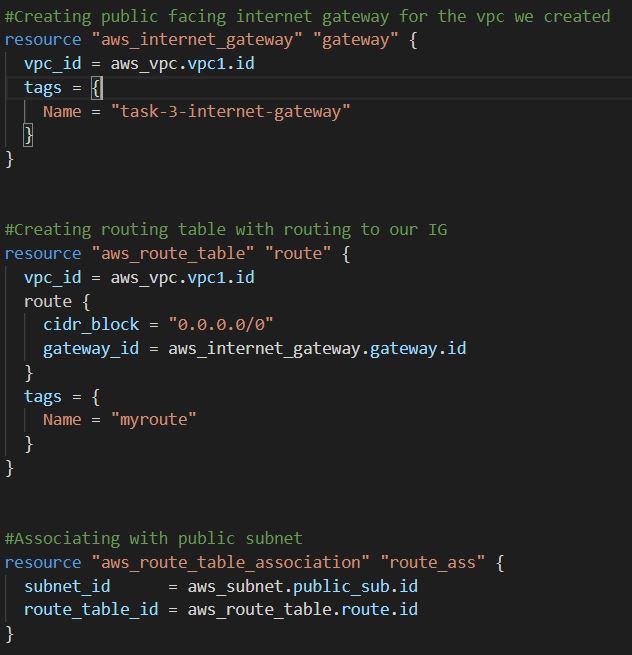 #Creating public facing internet gateway for the vpc we created
resource "aws_internet_gateway" "gateway" {
  vpc_id = aws_vpc.vpc1.id
  tags = {
    Name = "task-3-internet-gateway"
  }
}
#Creating routing table with routing to our IG
resource "aws_route_table" "route" {
  vpc_id = aws_vpc.vpc1.id
  route {
    cidr_block = "0.0.0.0/0"
    gateway_id = aws_internet_gateway.gateway.id
  }
  tags = {
    Name = "myroute"
  }
}
#Associating with public subnet
resource "aws_route_table_association" "route_ass" {
  subnet_id      = aws_subnet.public_sub.id
  route_table_id = aws_route_table.route.id
}